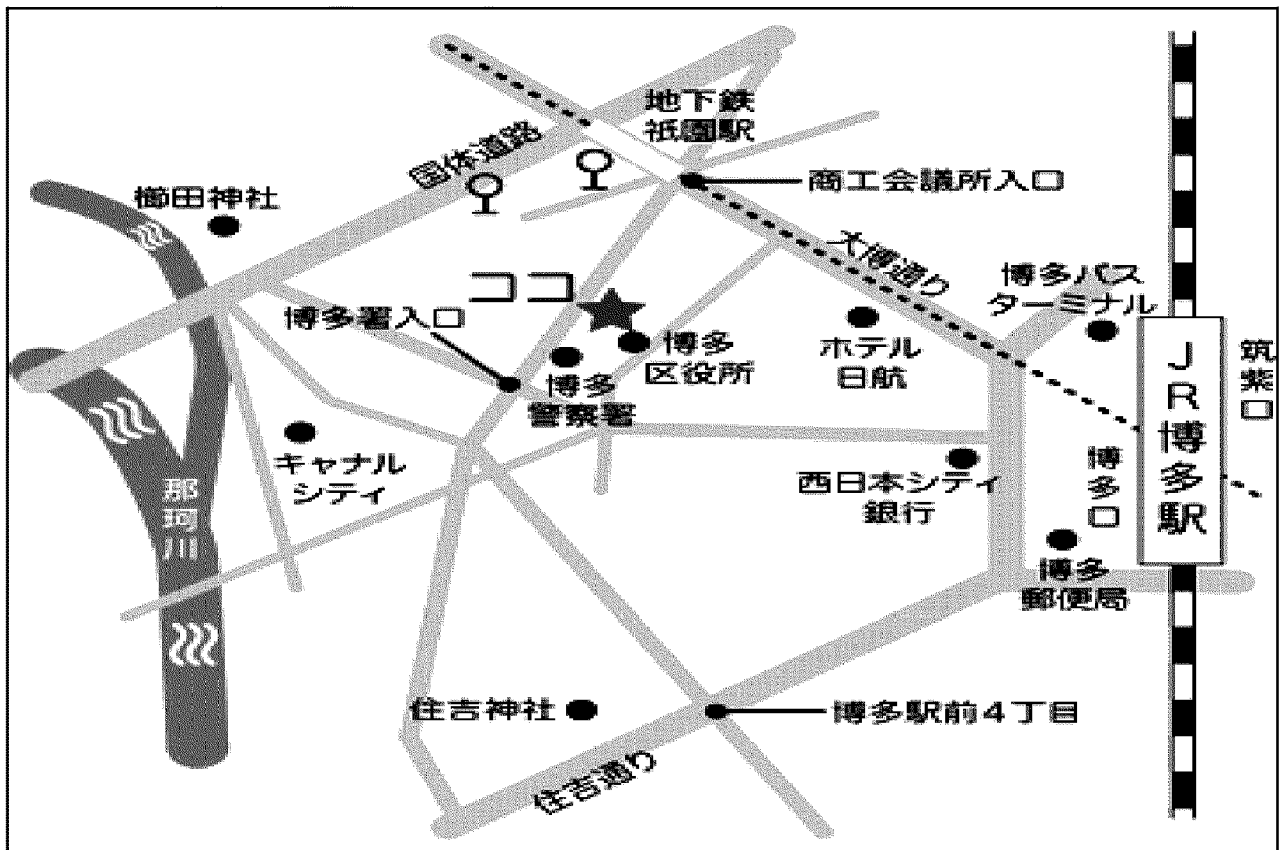 地下鉄
祇園駅
国体道路
櫛田神社
商工会議所入口
大博通り
博多バス
ターミナル
ココ
博多署入口
博多
区役所
ホテル
日航
博多
警察署
JR博多駅
筑紫口
キャナル
シティ
西日本シティ
銀行
博多口
那珂川
博多
郵便局
住吉神社
博多駅前4丁目
住吉通り